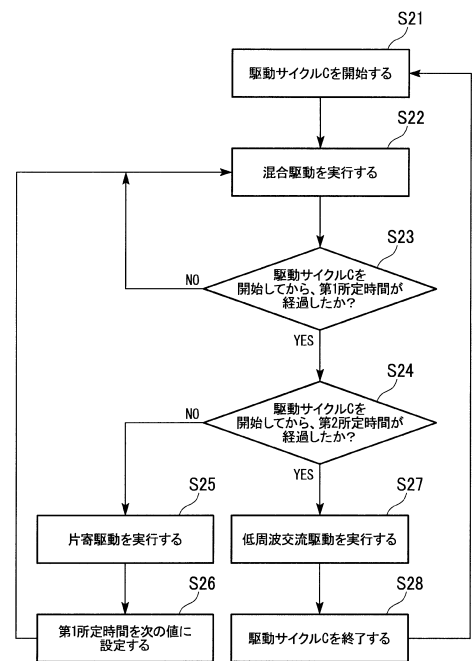 S21
駆動サイクルCを開始する
S22
混合駆動を実行する
S23
駆動サイクルCを
開始してから、第1所定時間が
経過したか?
NO
YES
S24
駆動サイクルCを
開始してから、第2所定時間が
経過したか?
NO
YES
S25
片寄駆動を実行する
S27
低周波交流駆動を実行する
S26
第1所定時間を次の値に
設定する
S28
駆動サイクルCを終了する